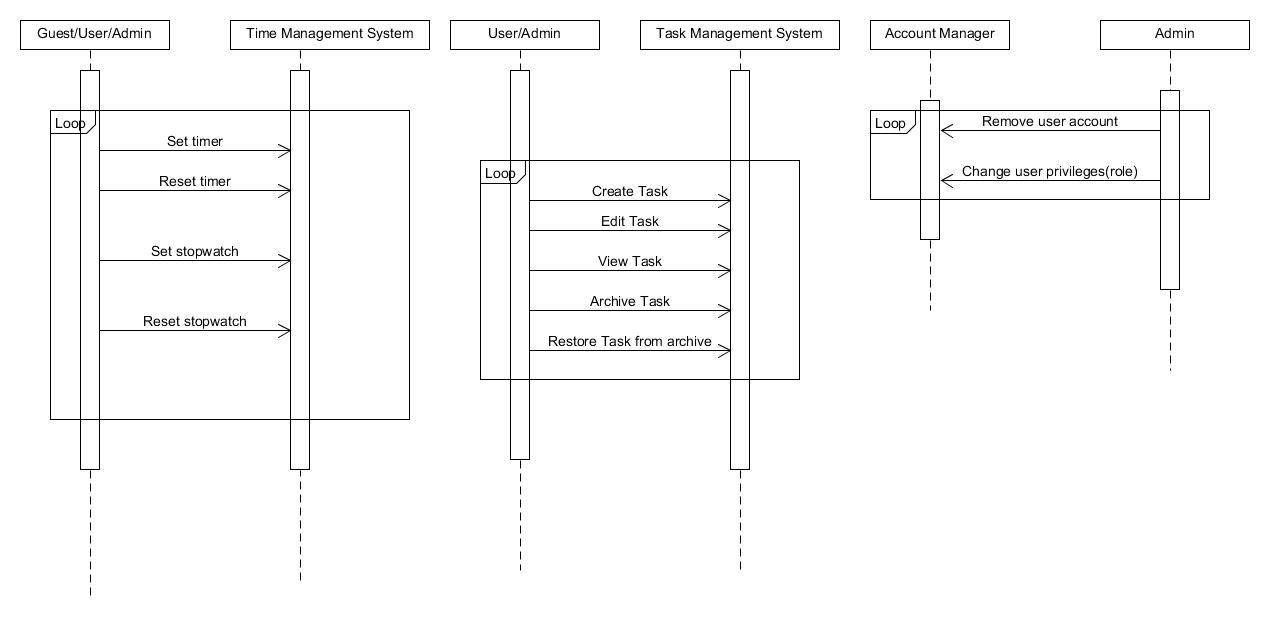 Guest/User/Admin
Time Management System
User/Admin
Task Management System
Account Manager
Admin
Loop
Set timer
Reset timer
Set stopwatch
Reset stopwatch
Loop
Create Task
Edit Task
View Task
Archive Task
Restore Task from archive
Loop
Remove user account
Change user privileges(role)